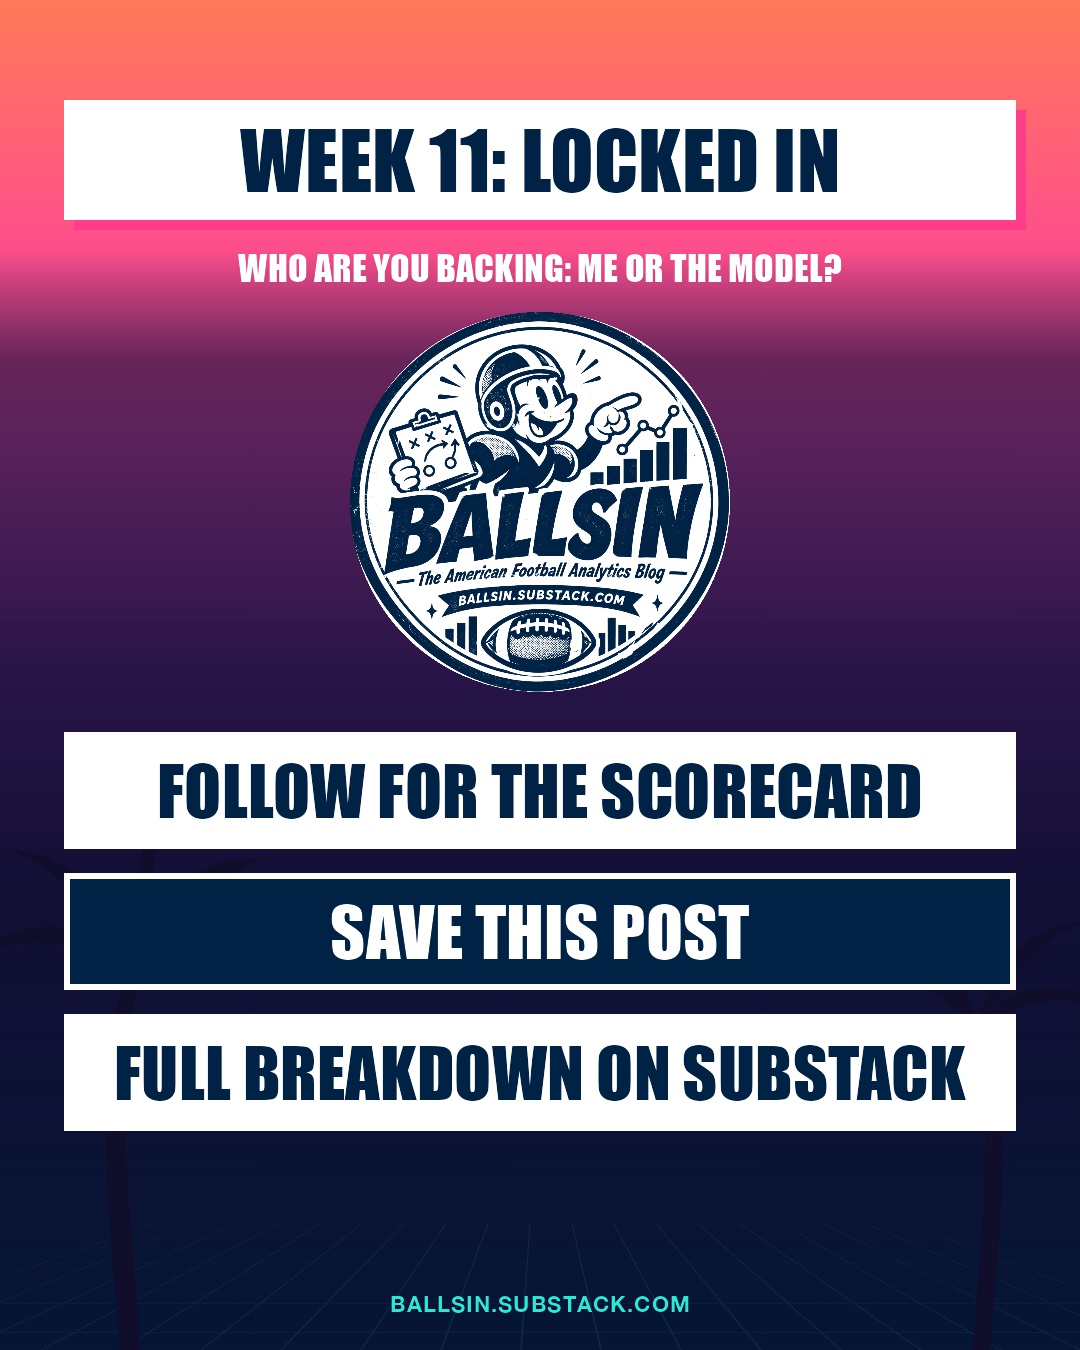 WEEK 11: LOCKED IN
WHO ARE YOU BACKING: ME OR THE MODEL?
BALLSIN
The American Football Analytics Blog
BALLSIN.SUBSTACK.COM
FOLLOW FOR THE SCORECARD
SAVE THIS POST
FULL BREAKDOWN ON SUBSTACK
BALLSIN.SUBSTACK.COM